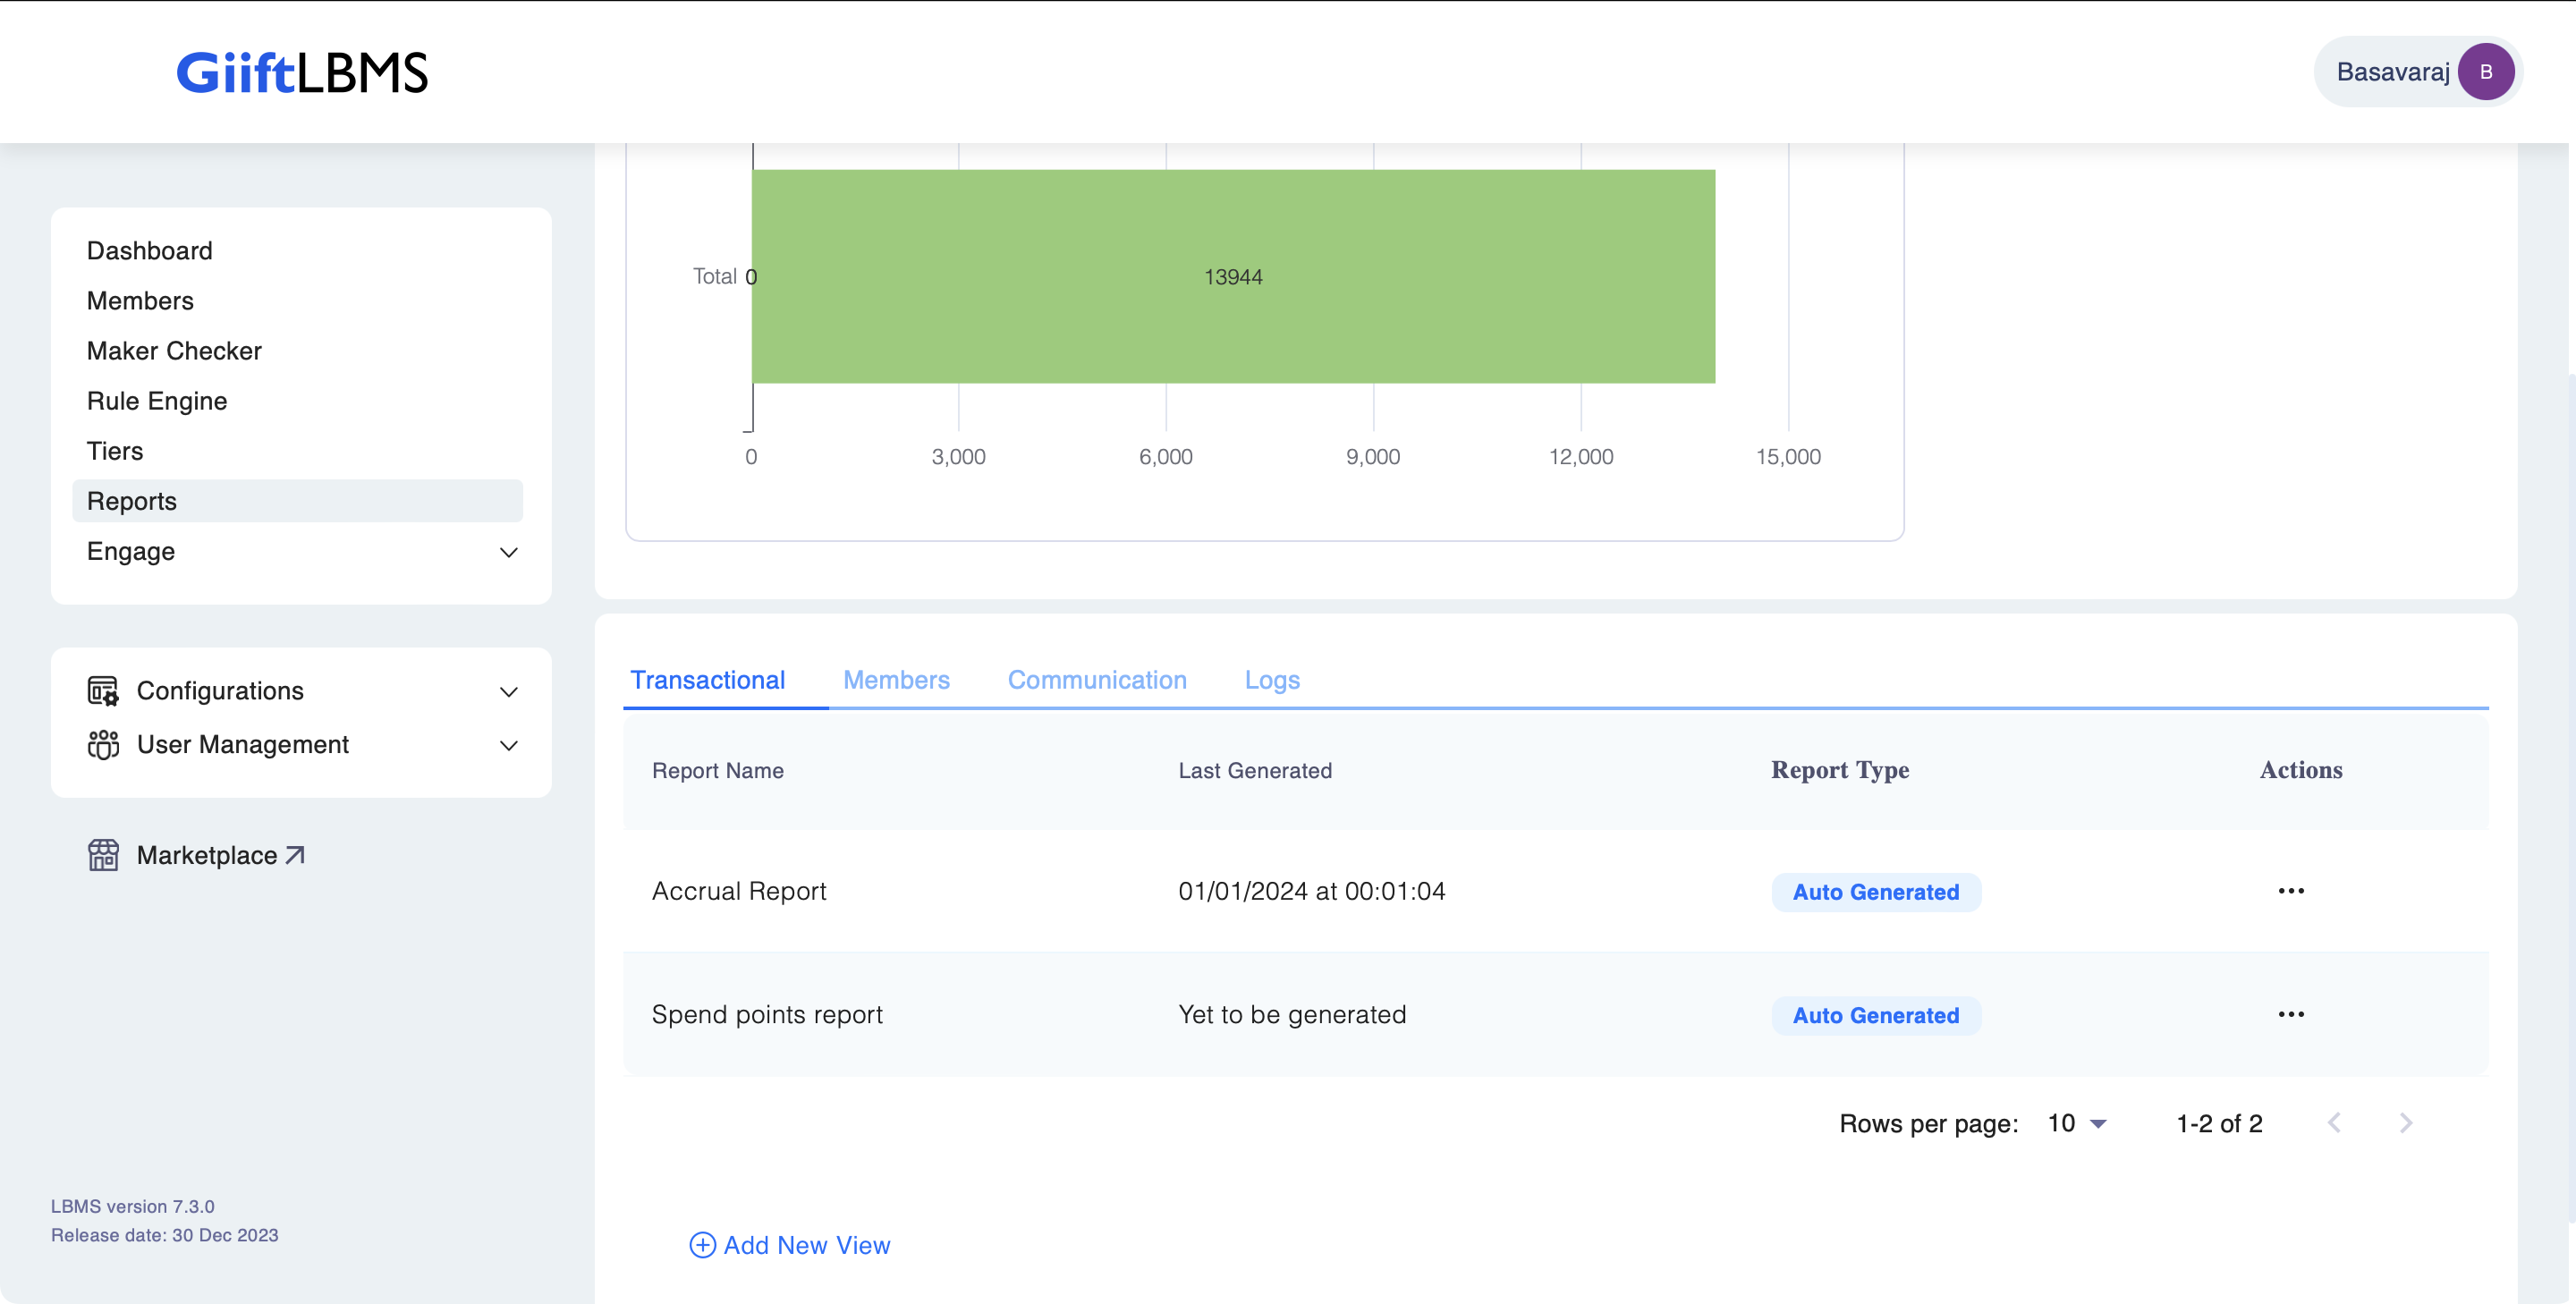 GiiftLBMS
Basavaraj B
Dashboard
Members
Maker Checker
Rule Engine
Tiers
Reports
Engage
Configurations
User Management
Marketplace
LBMS version 7.3.0
Release date: 30 Dec 2023
Total 0 13944
0 3,000 6,000 9,000 12,000 15,000
Transactional Members Communication Logs
Report Name Last Generated Report Type Actions
Accrual Report 01/01/2024 at 00:01:04 Auto Generated
Spend points report Yet to be generated Auto Generated
Rows per page: 10 1-2 of 2
Add New View